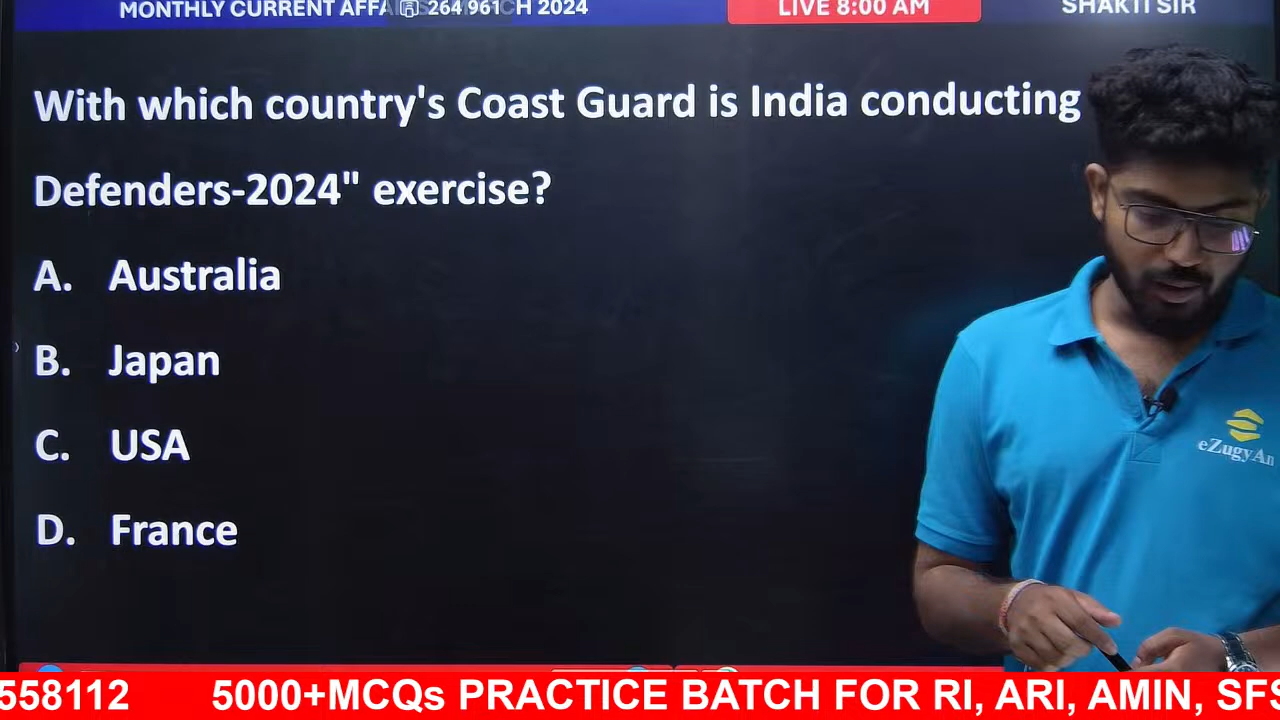 MONTHLY CURRENT AFFA 264 961 CH 2024
LIVE 8:00 AM
SHAKTI SIR
With which country's Coast Guard is India conducting
Defenders-2024" exercise?
A. Australia
B. Japan
C. USA
D. France
eZugyAn
558112 5000+MCQs PRACTICE BATCH FOR RI, ARI, AMIN, SFS